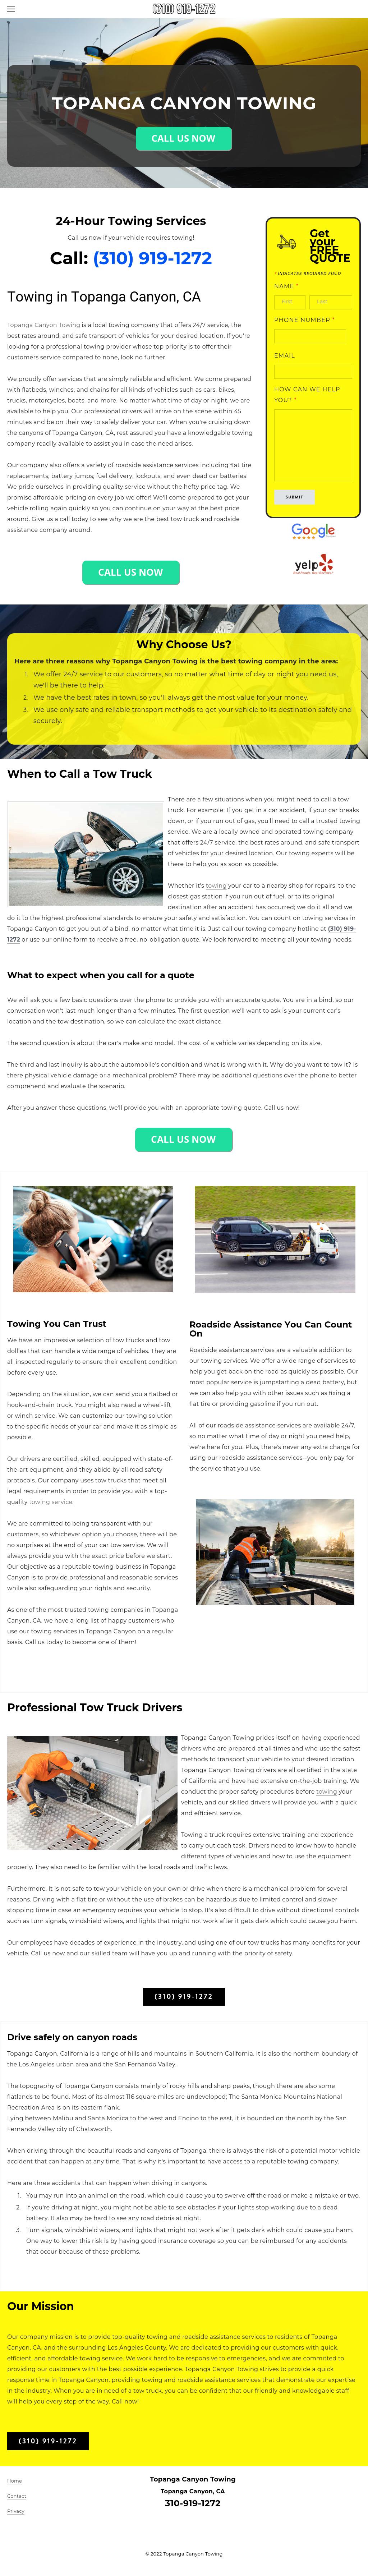 (310) 919-1272
TOPANGA CANYON TOWING
CALL US NOW
24-Hour Towing Services
Call us now if your vehicle requires towing!
Call: (310) 919-1272
Towing in Topanga Canyon, CA
Topanga Canyon Towing is a local towing company that offers 24/7 service, the
best rates around, and safe transport of vehicles for your desired location. If you're
looking for a professional towing provider whose top priority is to offer their
customers service compared to none, look no further.
We proudly offer services that are simply reliable and efficient. We come prepared
with flatbeds, winches, and chains for all kinds of vehicles such as cars, bikes,
trucks, motorcycles, boats, and more. No matter what time of day or night, we are
available to help you. Our professional drivers will arrive on the scene within 45
minutes and be on their way to safely deliver your car. When you're cruising down
the canyons of Topanga Canyon, CA, rest assured you have a knowledgeable towing
company readily available to assist you in case the need arises.
Our company also offers a variety of roadside assistance services including flat tire
replacements; battery jumps; fuel delivery; lockouts; and even dead car batteries!
We pride ourselves in providing quality service without the hefty price tag. We
promise affordable pricing on every job we offer! We'll come prepared to get your
vehicle rolling again quickly so you can continue on your way at the best price
around. Give us a call today to see why we are the best tow truck and roadside
assistance company around.
CALL US NOW
Get
your
FREE
QUOTE
* INDICATES REQUIRED FIELD
NAME *
First
Last
PHONE NUMBER *
EMAIL
HOW CAN WE HELP
YOU? *
SUBMIT
Google
yelp
Why Choose Us?
Here are three reasons why Topanga Canyon Towing is the best towing company in the area:
1. We offer 24/7 service to our customers, so no matter what time of day or night you need us,
we'll be there to help.
2. We have the best rates in town, so you'll always get the most value for your money.
3. We use only safe and reliable transport methods to get your vehicle to its destination safely and
securely.
When to Call a Tow Truck
There are a few situations when you might need to call a tow
truck. For example: If you get in a car accident, if your car breaks
down, or if you run out of gas, you'll need to call a trusted towing
service. We are a locally owned and operated towing company
that offers 24/7 service, the best rates around, and safe transport
of vehicles for your desired location. Our towing experts will be
there to help you as soon as possible.
Whether it's towing your car to a nearby shop for repairs, to the
closest gas station if you run out of fuel, or to its original
destination after an accident has occurred; we do it all and we
do it to the highest professional standards to ensure your safety and satisfaction. You can count on towing services in
Topanga Canyon to get you out of a bind, no matter what time it is. Just call our towing company hotline at (310) 919-
1272 or use our online form to receive a free, no-obligation quote. We look forward to meeting all your towing needs.
What to expect when you call for a quote
We will ask you a few basic questions over the phone to provide you with an accurate quote. You are in a bind, so our
conversation won't last much longer than a few minutes. The first question we'll want to ask is your current car's
location and the tow destination, so we can calculate the exact distance.
The second question is about the car's make and model. The cost of a vehicle varies depending on its size.
The third and last inquiry is about the automobile's condition and what is wrong with it. Why do you want to tow it? Is
there physical vehicle damage or a mechanical problem? There may be additional questions over the phone to better
comprehend and evaluate the scenario.
After you answer these questions, we'll provide you with an appropriate towing quote. Call us now!
CALL US NOW
Towing You Can Trust
We have an impressive selection of tow trucks and tow
dollies that can handle a wide range of vehicles. They are
all inspected regularly to ensure their excellent condition
before every use.
Depending on the situation, we can send you a flatbed or
hook-and-chain truck. You might also need a wheel-lift
or winch service. We can customize our towing solution
to the specific needs of your car and make it as simple as
possible.
Our drivers are certified, skilled, equipped with state-of-
the-art equipment, and they abide by all road safety
protocols. Our company uses tow trucks that meet all
legal requirements in order to provide you with a top-
quality towing service.
We are committed to being transparent with our
customers, so whichever option you choose, there will be
no surprises at the end of your car tow service. We will
always provide you with the exact price before we start.
Our objective as a reputable towing business in Topanga
Canyon is to provide professional and reasonable services
while also safeguarding your rights and security.
As one of the most trusted towing companies in Topanga
Canyon, CA, we have a long list of happy customers who
use our towing services in Topanga Canyon on a regular
basis. Call us today to become one of them!
Roadside Assistance You Can Count
On
Roadside assistance services are a valuable addition to
our towing services. We offer a wide range of services to
help you get back on the road as quickly as possible. Our
most popular service is jumpstarting a dead battery, but
we can also help you with other issues such as fixing a
flat tire or providing gasoline if you run out.
All of our roadside assistance services are available 24/7,
so no matter what time of day or night you need help,
we're here for you. Plus, there's never any extra charge for
using our roadside assistance services--you only pay for
the service that you use.
Professional Tow Truck Drivers
Topanga Canyon Towing prides itself on having experienced
drivers who are prepared at all times and who use the safest
methods to transport your vehicle to your desired location.
Topanga Canyon Towing drivers are all certified in the state
of California and have had extensive on-the-job training. We
conduct the proper safety procedures before towing your
vehicle, and our skilled drivers will provide you with a quick
and efficient service.
Towing a truck requires extensive training and experience
to carry out each task. Drivers need to know how to handle
different types of vehicles and how to use the equipment
properly. They also need to be familiar with the local roads and traffic laws.
Furthermore, It is not safe to tow your vehicle on your own or drive when there is a mechanical problem for several
reasons. Driving with a flat tire or without the use of brakes can be hazardous due to limited control and slower
stopping time in case an emergency requires your vehicle to stop. It's also difficult to drive without directional controls
such as turn signals, windshield wipers, and lights that might not work after it gets dark which could cause you harm.
Our employees have decades of experience in the industry, and using one of our tow trucks has many benefits for your
vehicle. Call us now and our skilled team will have you up and running with the priority of safety.
(310) 919-1272
Drive safely on canyon roads
Topanga Canyon, California is a range of hills and mountains in Southern California. It is also the northern boundary of
the Los Angeles urban area and the San Fernando Valley.
The topography of Topanga Canyon consists mainly of rocky hills and sharp peaks, though there are also some
flatlands to be found. Most of its almost 116 square miles are undeveloped; The Santa Monica Mountains National
Recreation Area is on its eastern flank.
Lying between Malibu and Santa Monica to the west and Encino to the east, it is bounded on the north by the San
Fernando Valley city of Chatsworth.
When driving through the beautiful roads and canyons of Topanga, there is always the risk of a potential motor vehicle
accident that can happen at any time. That is why it's important to have access to a reputable towing company.
Here are three accidents that can happen when driving in canyons.
1. You may run into an animal on the road, which could cause you to swerve off the road or make a mistake or two.
2. If you're driving at night, you might not be able to see obstacles if your lights stop working due to a dead
battery. It also may be hard to see any road debris at night.
3. Turn signals, windshield wipers, and lights that might not work after it gets dark which could cause you harm.
One way to lower this risk is by having good insurance coverage so you can be reimbursed for any accidents
that occur because of these problems.
Our Mission
Our company mission is to provide top-quality towing and roadside assistance services to residents of Topanga
Canyon, CA, and the surrounding Los Angeles County. We are dedicated to providing our customers with quick,
efficient, and affordable towing service. We work hard to be responsive to emergencies, and we are committed to
providing our customers with the best possible experience. Topanga Canyon Towing strives to provide a quick
response time in Topanga Canyon, providing towing and roadside assistance services that demonstrate our expertise
in the industry. When you are in need of a tow truck, you can be confident that our friendly and knowledgable staff
will help you every step of the way. Call now!
(310) 919-1272
Home
Contact
Privacy
Topanga Canyon Towing
Topanga Canyon, CA
310-919-1272
© 2022 Topanga Canyon Towing